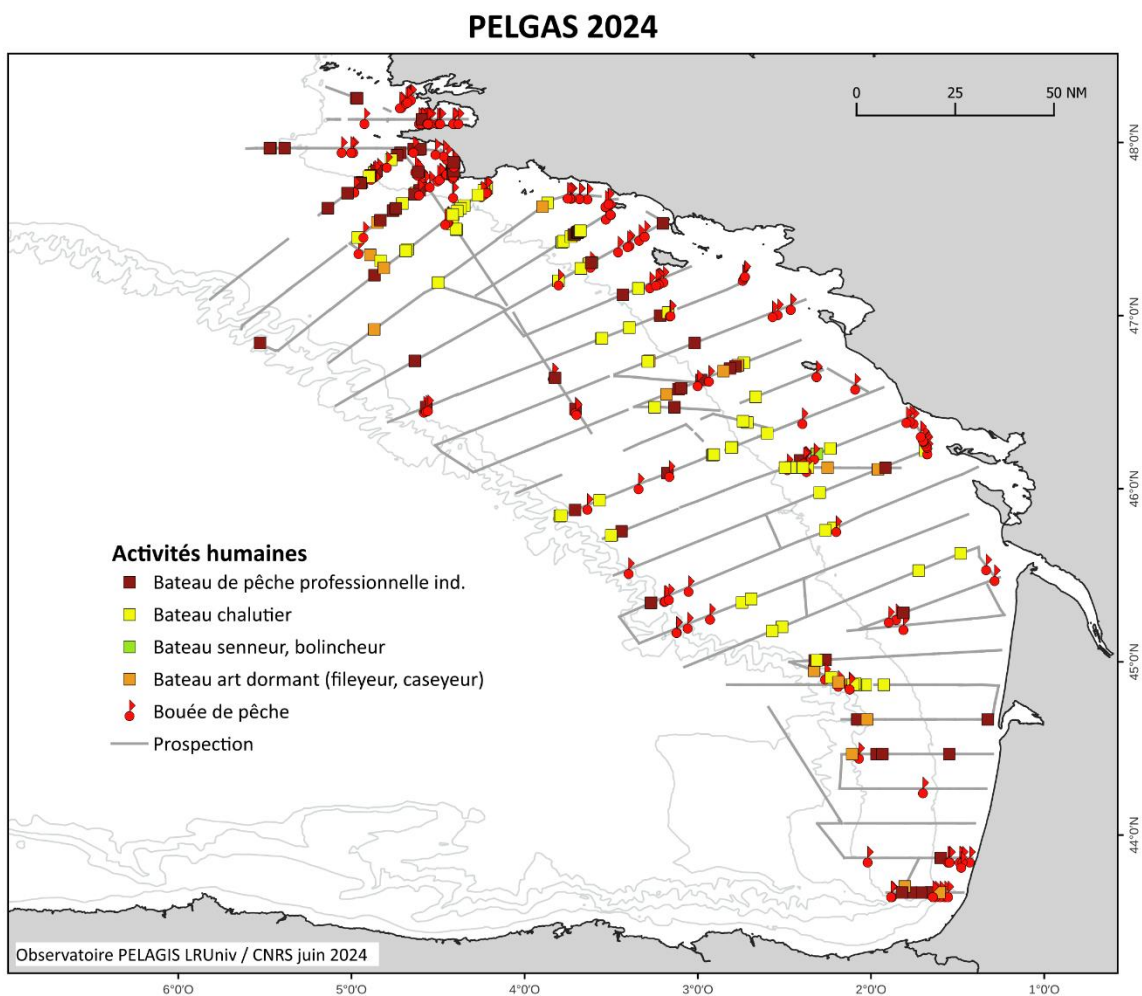 PELGAS 2024
0 25 50 NM
48°0'N
47°0'N
46°0'N
45°0'N
44°0'N
Activités humaines
Bateau de pêche professionnelle ind.
Bateau chalutier
Bateau senneur, bolincheur
Bateau art dormant (fileyeur, caseyeur)
Bouée de pêche
Prospection
Observatoire PELAGIS LRUniv / CNRS juin 2024
6°0'O 5°0'O 4°0'O 3°0'O 2°0'O 1°0'O